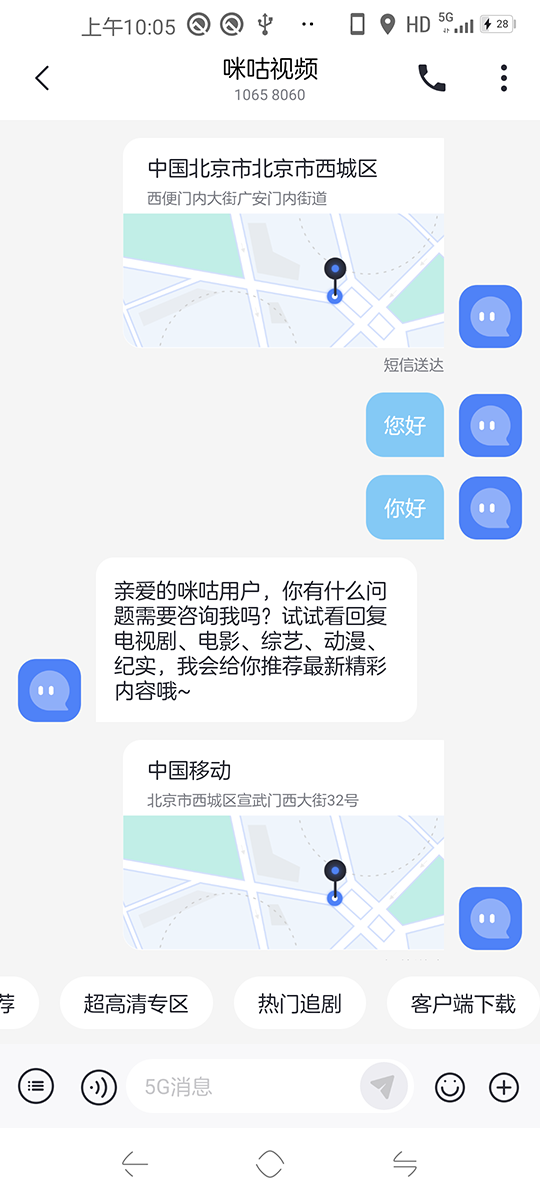 上午10:05
HD 5G 28
咪咕视频
1065 8060
中国北京市北京市西城区
西便门内大街广安门内街道
短信送达
您好
你好
亲爱的咪咕用户，你有什么问
题需要咨询我吗？试试看回复
电视剧、电影、综艺、动漫、
纪实，我会给你推荐最新精彩
内容哦~
中国移动
北京市西城区宣武门西大街32号
荐 超高清专区 热门追剧 客户端下载
5G消息